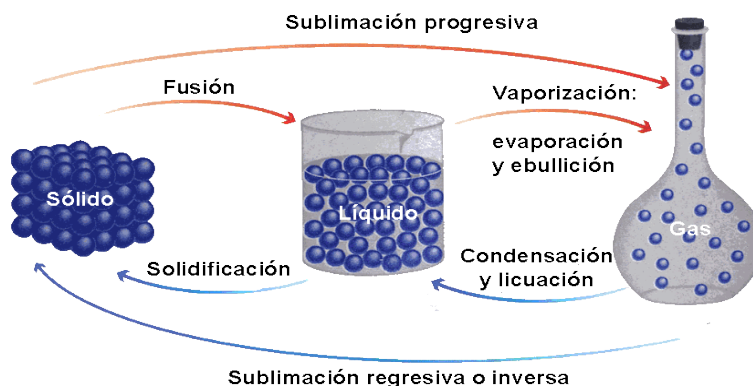 Sublimación progresiva
Fusión
Vaporización:
evaporación
y ebullición
Sólido
Líquido
Gas
Solidificación
Condensación
y licuación
Sublimación regresiva o inversa